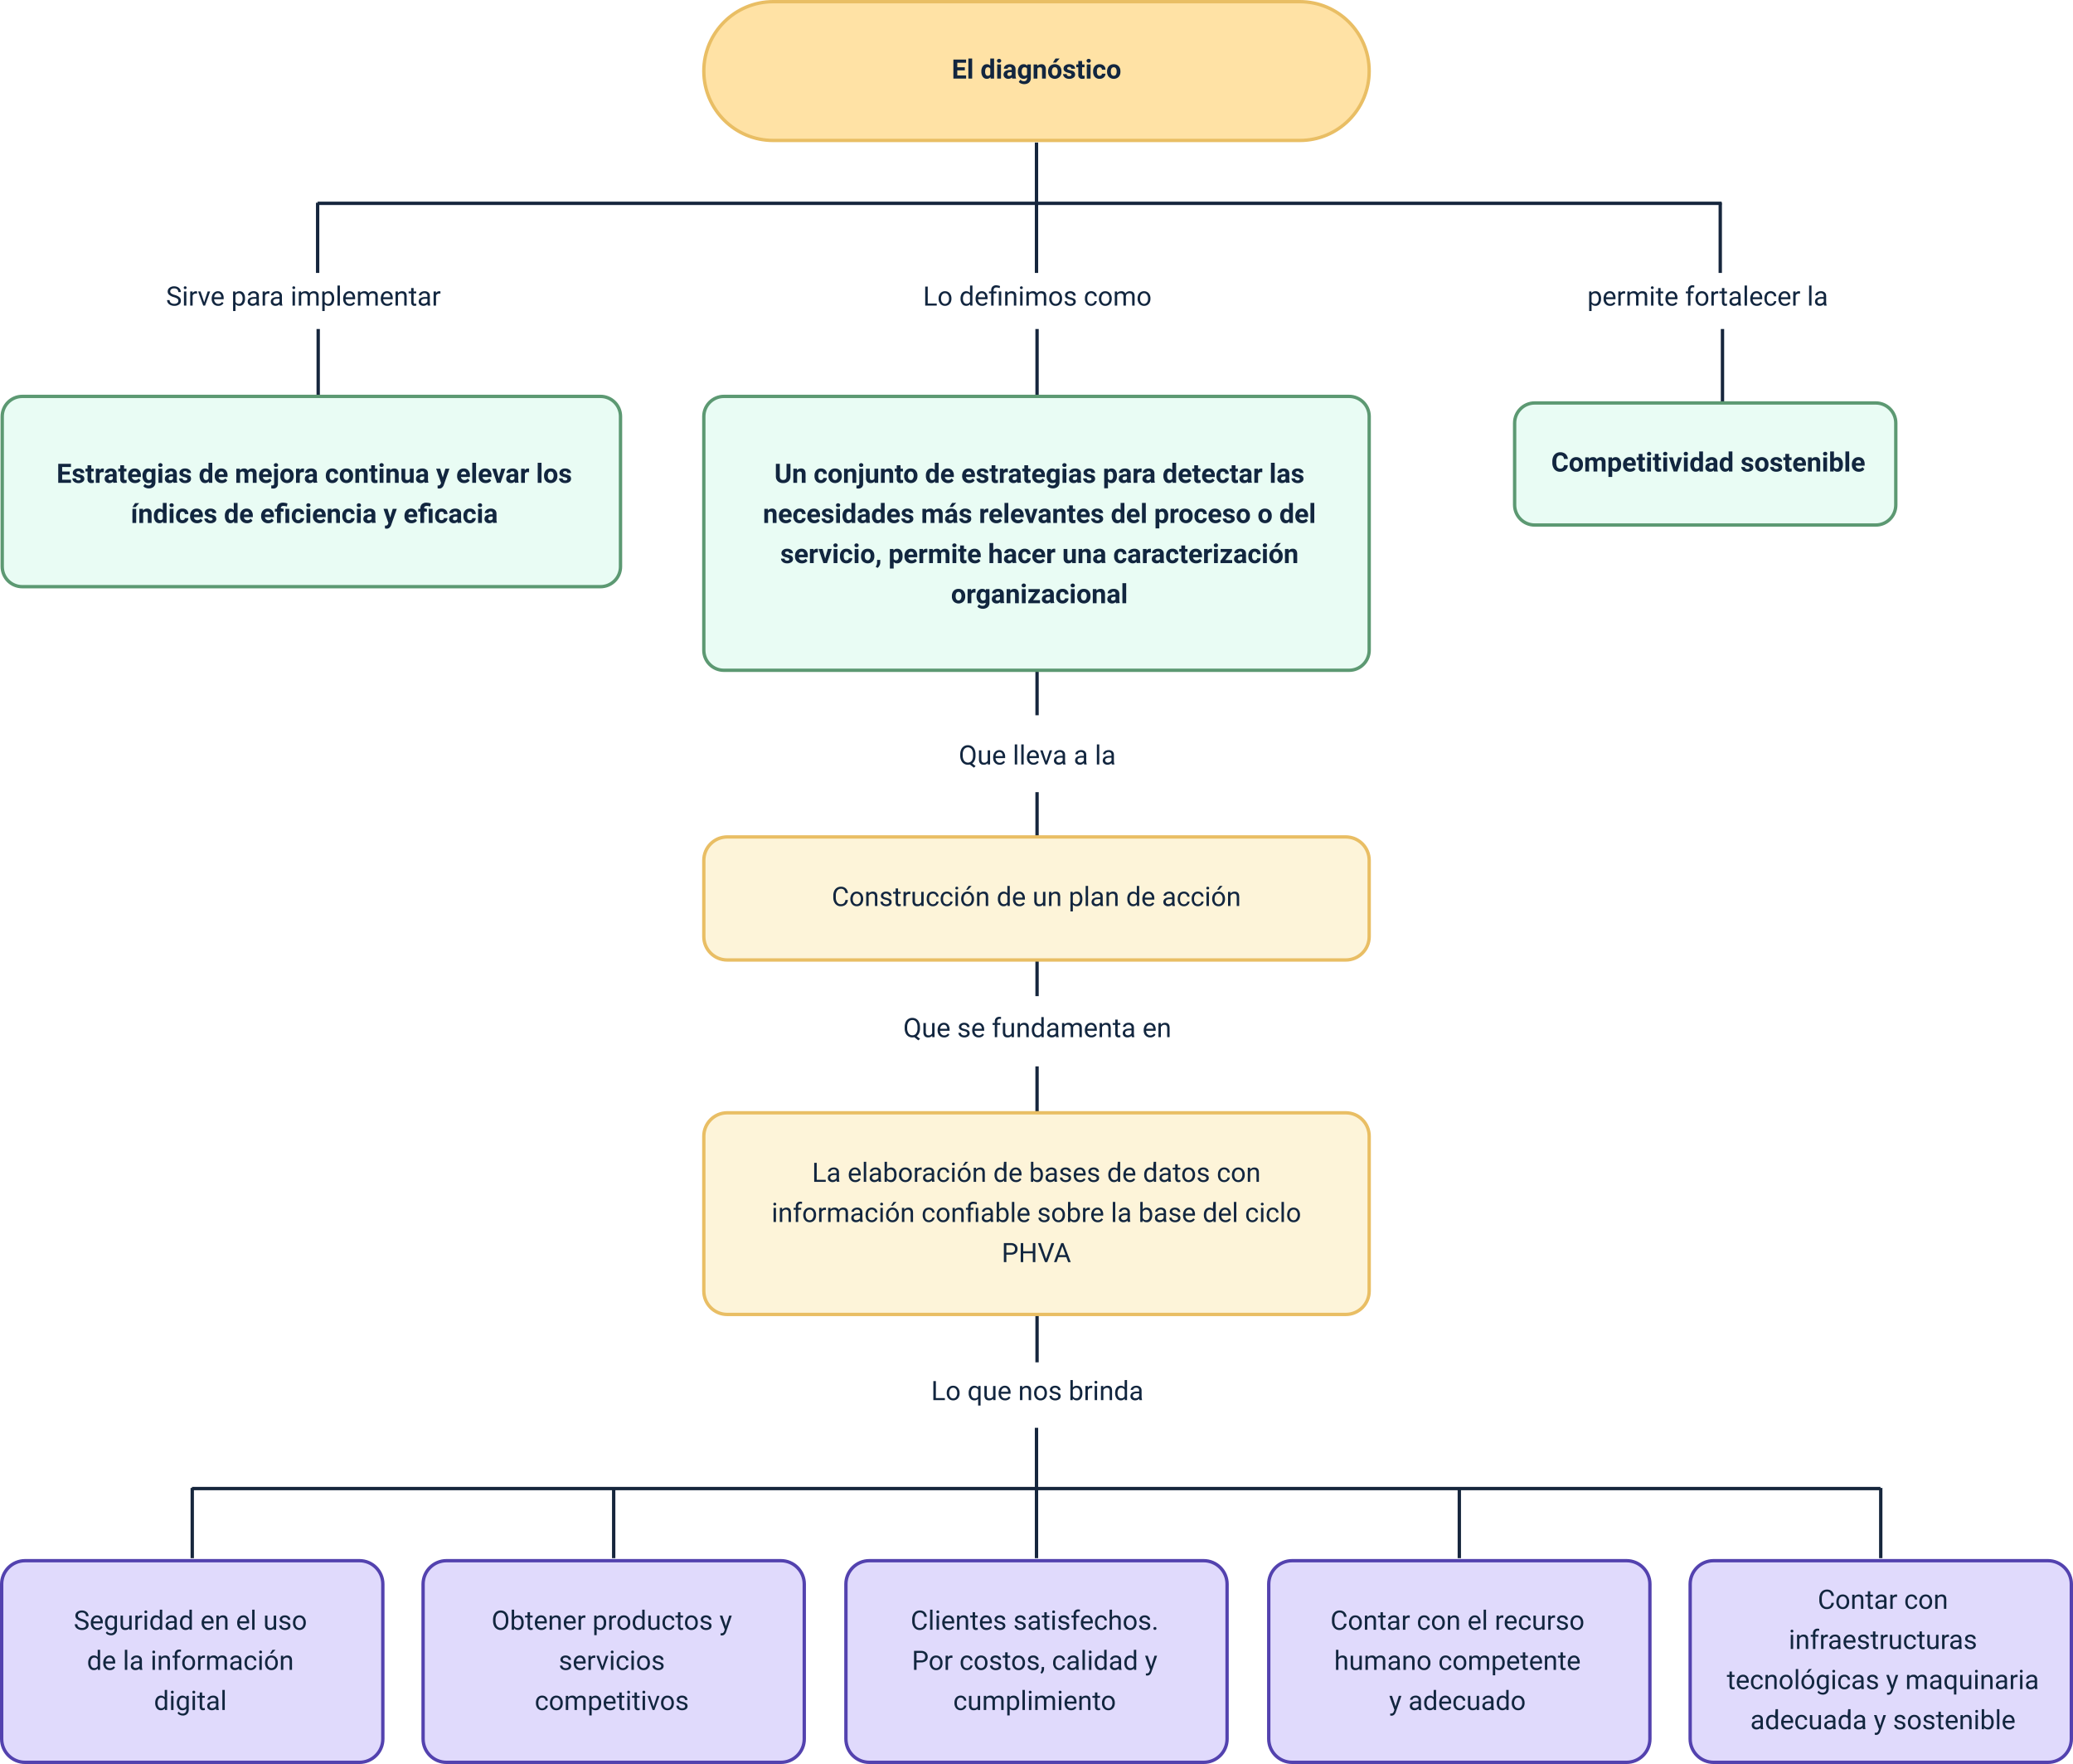 El diagnóstico
Sirve para implementar
Lo definimos como
permite fortalecer la
Estrategias de mejora continua y elevar los
índices de eficiencia y eficacia
Un conjunto de estrategias para detectar las
necesidades más relevantes del proceso o del
servicio, permite hacer una caracterización
organizacional
Competitividad sostenible
Que lleva a la
Construcción de un plan de acción
Que se fundamenta en
La elaboración de bases de datos con
información confiable sobre la base del ciclo
PHVA
Lo que nos brinda
Seguridad en el uso
de la información
digital
Obtener productos y
servicios
competitivos
Clientes satisfechos.
Por costos, calidad y
cumplimiento
Contar con el recurso
humano competente
y adecuado
Contar con
infraestructuras
tecnológicas y maquinaria
adecuada y sostenible